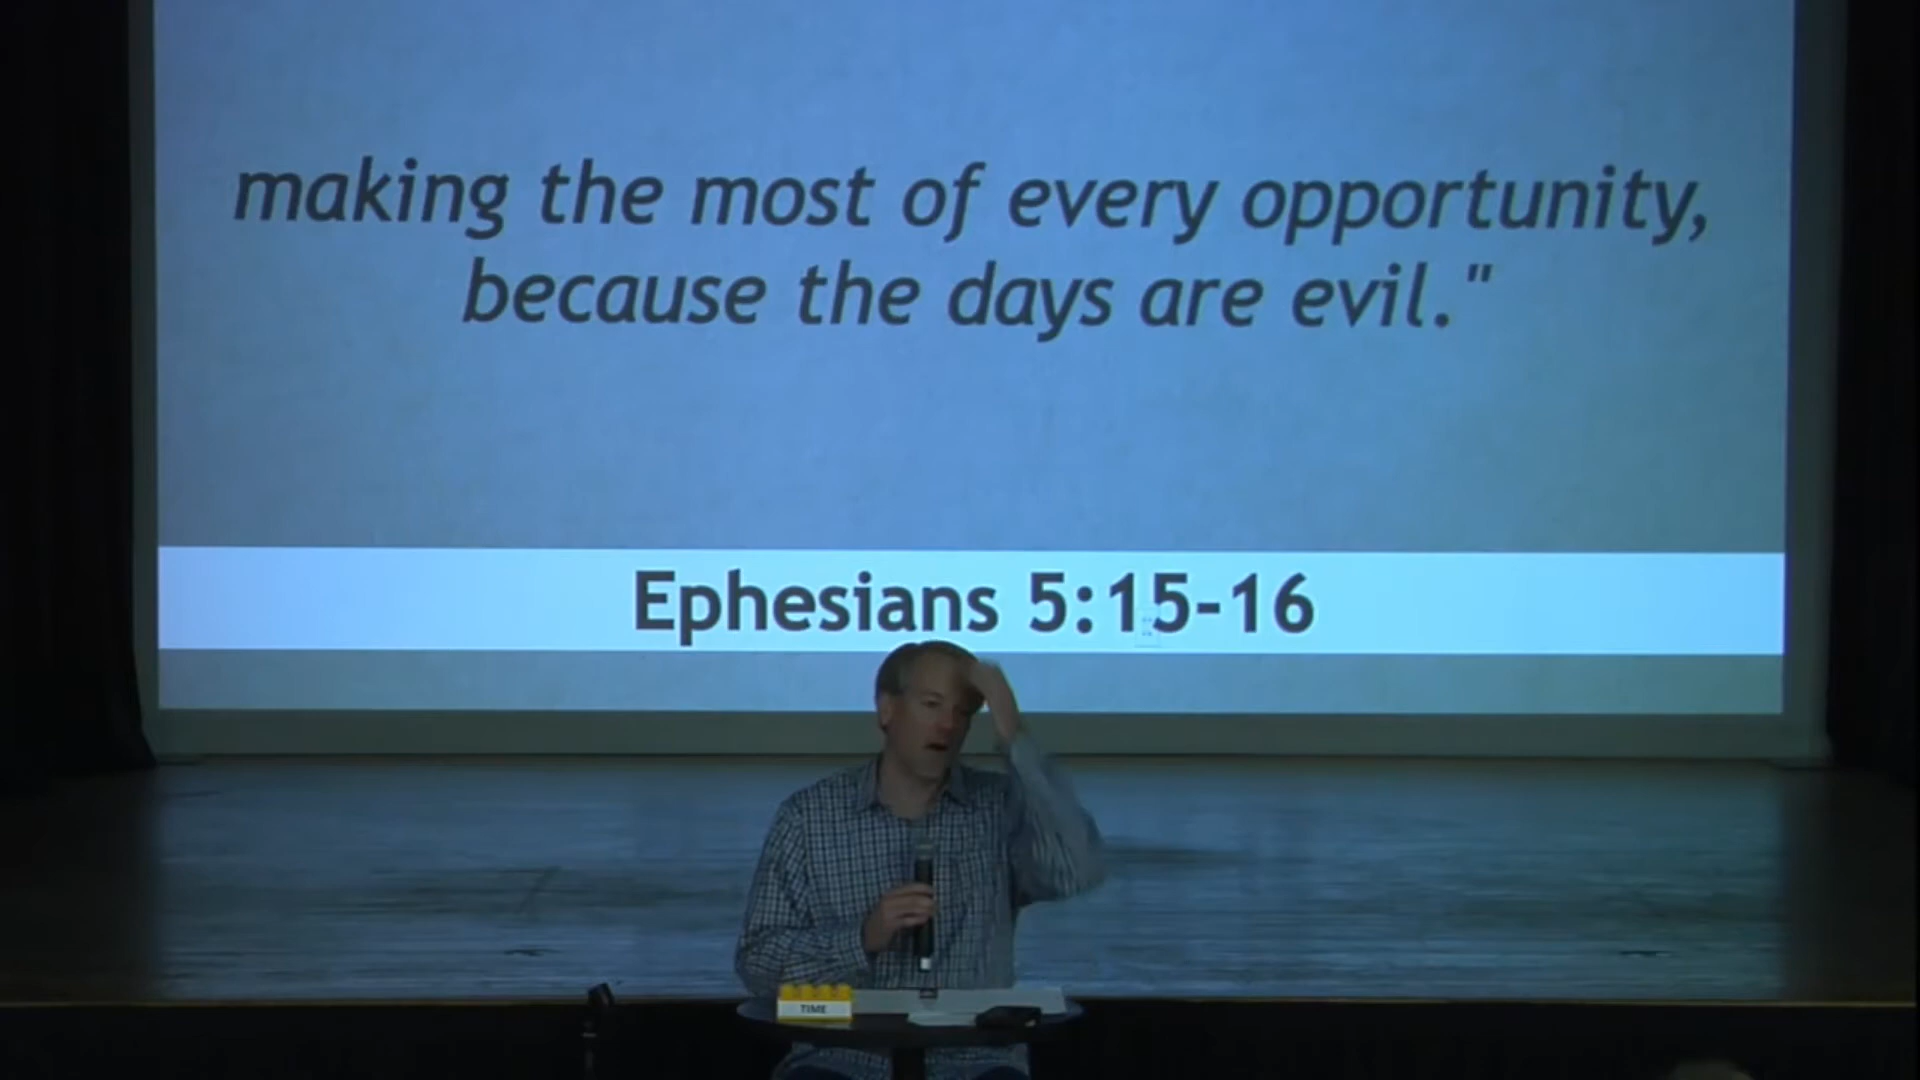 making the most of every opportunity,
because the days are evil."
Ephesians 5:15-16
TIME